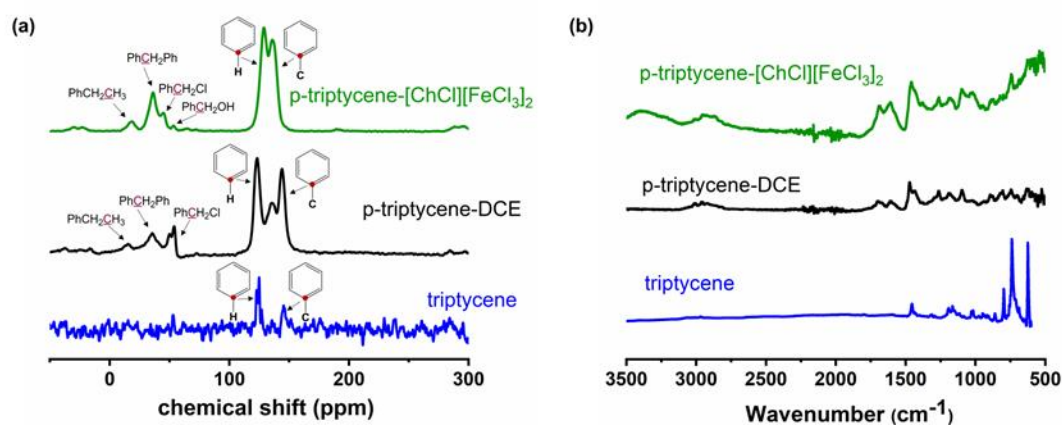 (a)
PhCH2Ph
PhCH2Cl
PhCH2CH3
PhCH2OH
H
C
p-triptycene-[ChCl][FeCl3]2
PhCH2Ph
PhCH2CH3
PhCH2Cl
H
C
p-triptycene-DCE
H
C
triptycene
0 100 200 300
chemical shift (ppm)
(b)
p-triptycene-[ChCl][FeCl3]2
p-triptycene-DCE
triptycene
3500 3000 2500 2000 1500 1000 500
Wavenumber (cm-1)